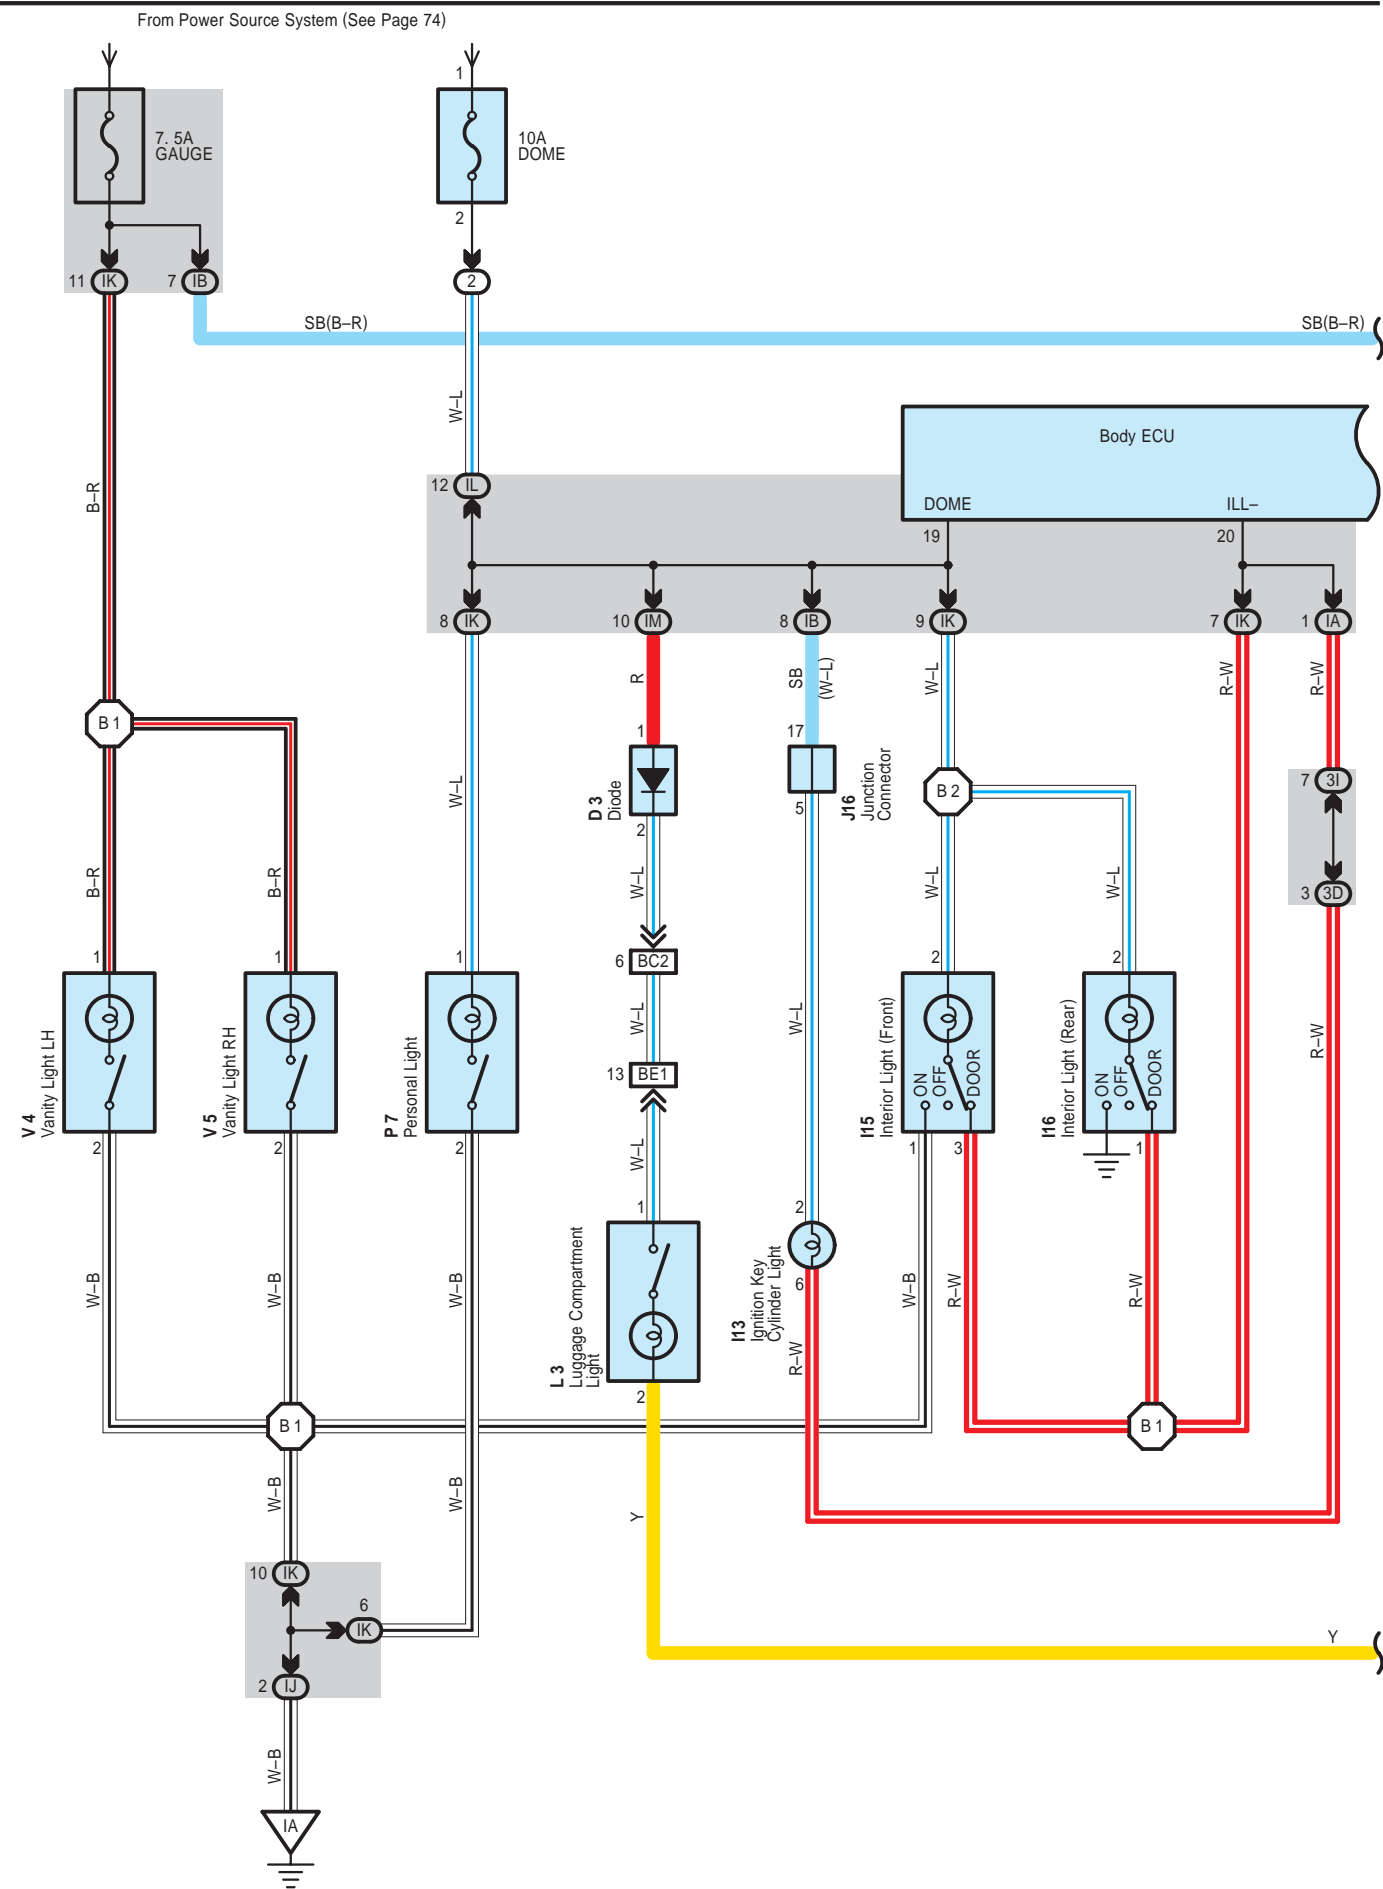 From Power Source System (See Page 74)
1
7. 5A
GAUGE
10A
DOME
2
11 IK
7 IB
2
SB(B–R)
SB(B–R)
W–L
Body ECU
B–R
12 IL
DOME
ILL–
19
20
8 IK
10 IM
8 IB
9 IK
7 IK
1 IA
R
SB
(W–L)
W–L
R–W
R–W
B 1
1
17
7 3I
W–L
D 3
Diode
J16
Junction
Connector
B 2
2
5
B–R
B–R
W–L
W–L
W–L
3 3D
1
1
1
6 BC2
2
2
W–L
W–L
R–W
13 BE1
V 4
Vanity Light LH
V 5
Vanity Light RH
P 7
Personal Light
I15
Interior Light (Front)
ON
OFF
DOOR
I16
Interior Light (Rear)
ON
OFF
DOOR
2
2
2
W–L
1
3
1
1
2
W–B
W–B
W–B
L 3
Luggage Compartment
Light
I13
Ignition Key
Cylinder Light
6
W–B
R–W
R–W
R–W
2
B 1
B 1
W–B
W–B
Y
10 IK
6
IK
Y
2 IJ
W–B
IA